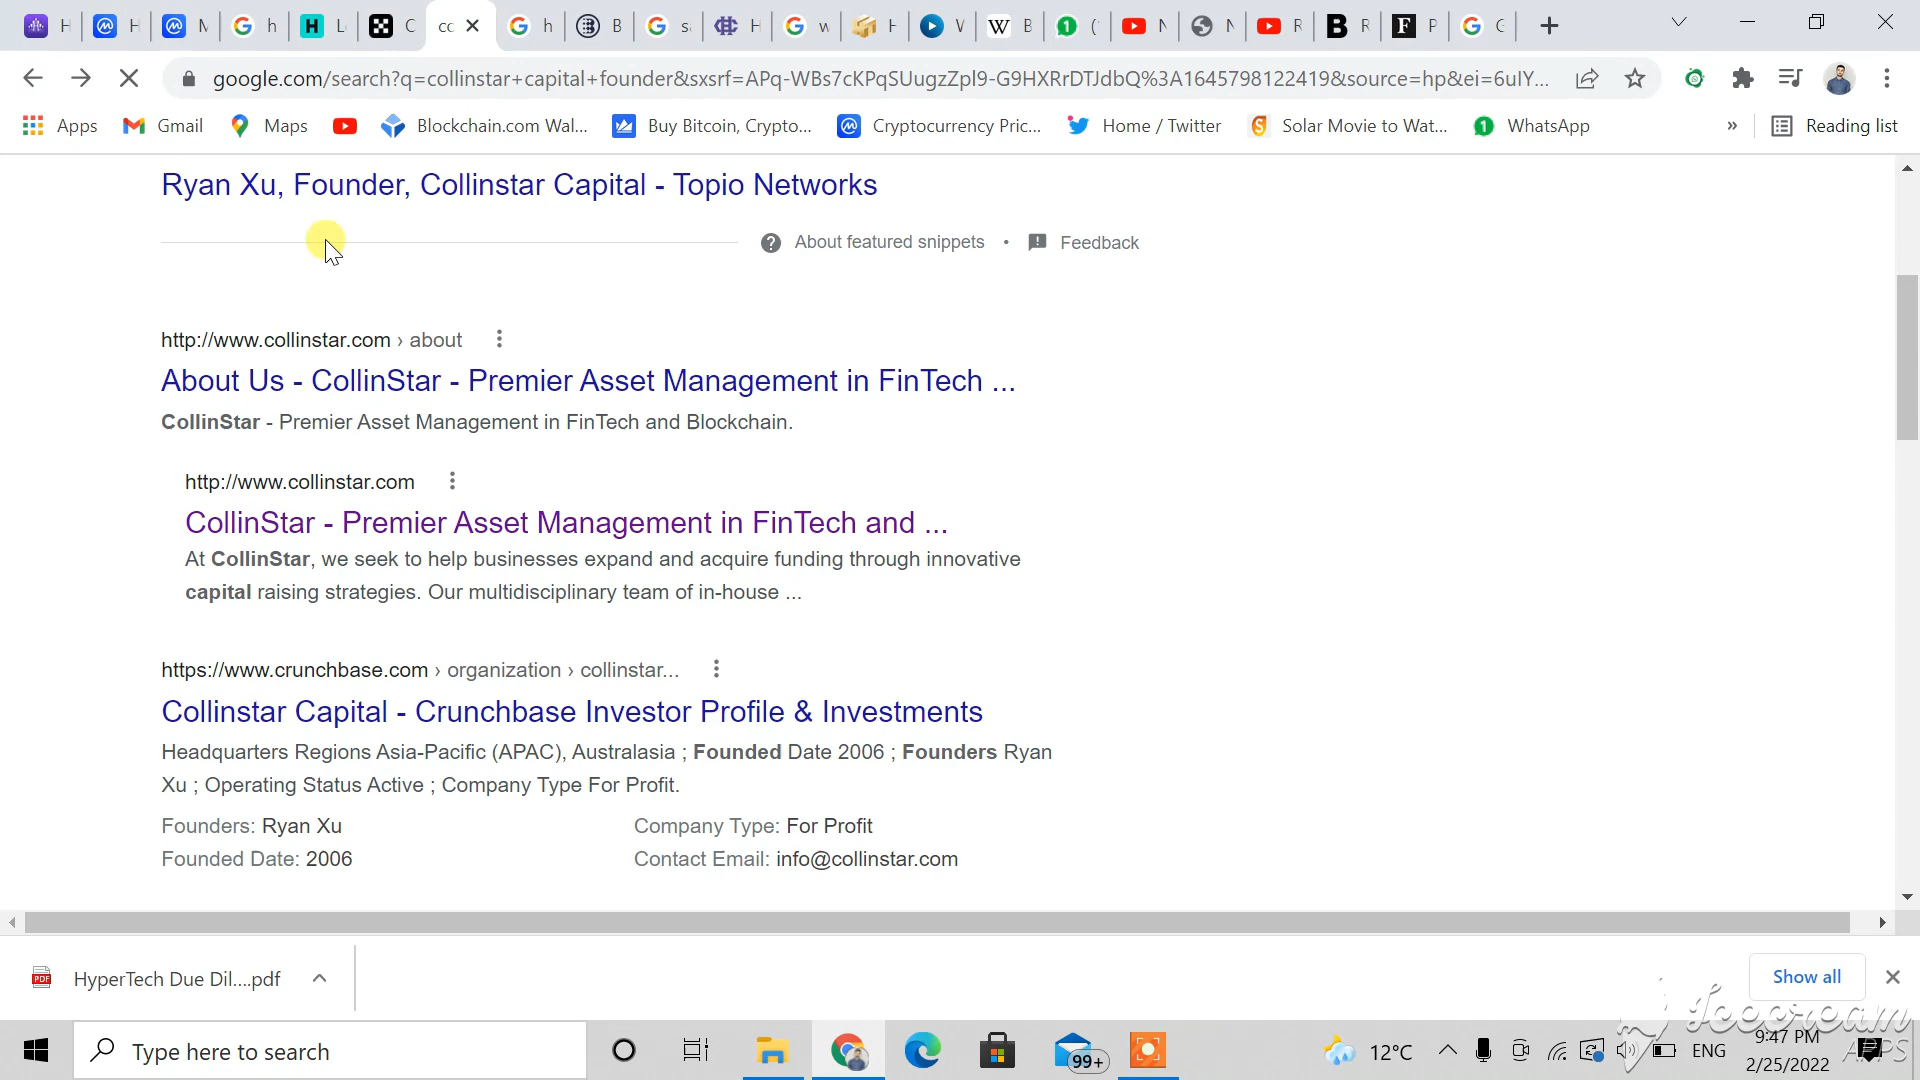 H
H
M
h
L
C
cc
h
B
s
H
w
H
V
W
B
1
(
N
N
R
B
R
F
P
C
google.com/search?q=collinstar+capital+founder&sxsrf=APq-WBs7cKPqSUugzZpl9-G9HXRrDTJdbQ%3A1645798122419&source=hp&ei=6uIY...
Apps
Gmail
Maps
Blockchain.com Wal...
Buy Bitcoin, Crypto...
Cryptocurrency Pric...
Home / Twitter
Solar Movie to Wat...
1
WhatsApp
»
Reading list
Ryan Xu, Founder, Collinstar Capital - Topio Networks
About featured snippets • Feedback
http://www.collinstar.com › about
About Us - CollinStar - Premier Asset Management in FinTech ...
CollinStar - Premier Asset Management in FinTech and Blockchain.
http://www.collinstar.com
CollinStar - Premier Asset Management in FinTech and ...
At CollinStar, we seek to help businesses expand and acquire funding through innovative
capital raising strategies. Our multidisciplinary team of in-house ...
https://www.crunchbase.com › organization › collinstar...
Collinstar Capital - Crunchbase Investor Profile & Investments
Headquarters Regions Asia-Pacific (APAC), Australasia ; Founded Date 2006 ; Founders Ryan
Xu ; Operating Status Active ; Company Type For Profit.
Founders: Ryan Xu
Company Type: For Profit
Founded Date: 2006
Contact Email: info@collinstar.com
PDF
HyperTech Due Dil....pdf
Show all
Icecream
APPS
Type here to search
99+
12°C
ENG
9:47 PM
2/25/2022